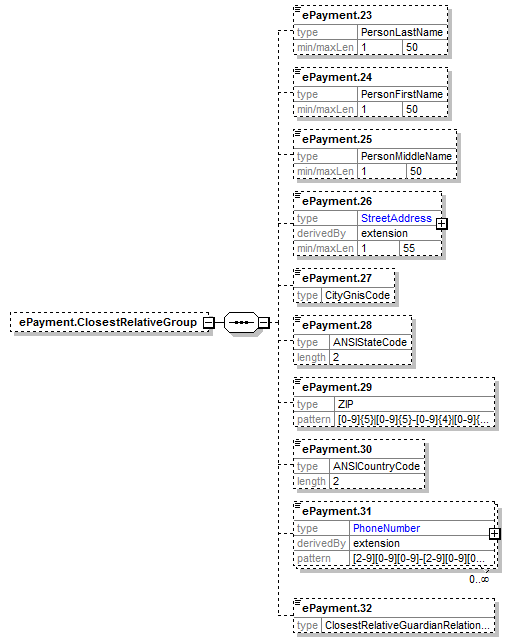 ePayment.23
type PersonLastName
min/maxLen 1 50
ePayment.24
type PersonFirstName
min/maxLen 1 50
ePayment.25
type PersonMiddleName
min/maxLen 1 50
ePayment.26
type StreetAddress
derivedBy extension
min/maxLen 1 55
ePayment.27
type CityGnisCode
ePayment.ClosestRelativeGroup
ePayment.28
type ANSIStateCode
length 2
ePayment.29
type ZIP
pattern [0-9]{5}|[0-9]{5}-[0-9]{4}|[0-9]{...
ePayment.30
type ANSICountryCode
length 2
ePayment.31
type PhoneNumber
derivedBy extension
pattern [2-9][0-9][0-9]-[2-9][0-9][0...
0..∞
ePayment.32
type ClosestRelativeGuardianRelation...